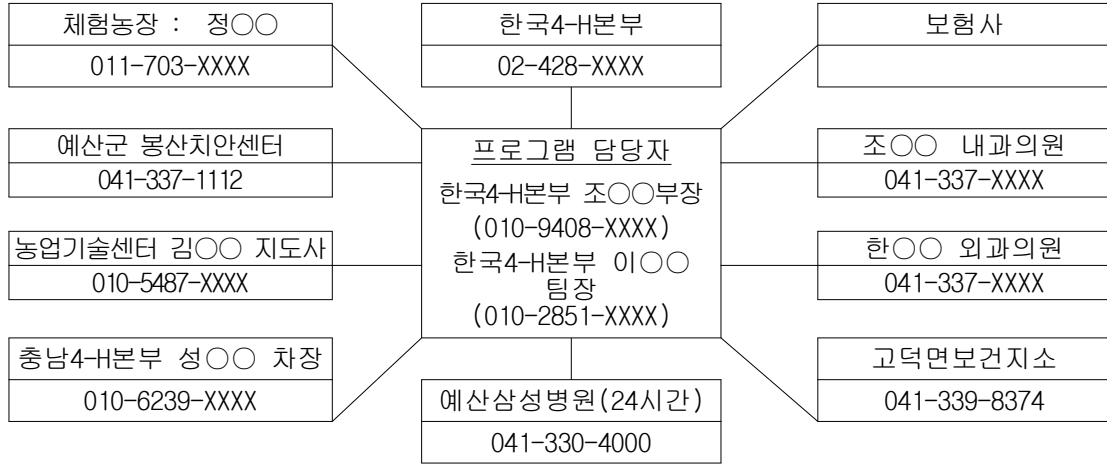 체험농장 : 정○○
011-703-XXXX
한국4-H본부
02-428-XXXX
보험사
예산군 봉산치안센터
041-337-1112
프로그램 담당자
한국4-H본부 조○○부장
(010-9408-XXXX)
한국4-H본부 이○○
팀장
(010-2851-XXXX)
조○○ 내과의원
041-337-XXXX
농업기술센터 김○○ 지도사
010-5487-XXXX
한○○ 외과의원
041-337-XXXX
충남4-H본부 성○○ 차장
010-6239-XXXX
예산삼성병원(24시간)
041-330-4000
고덕면보건지소
041-339-8374